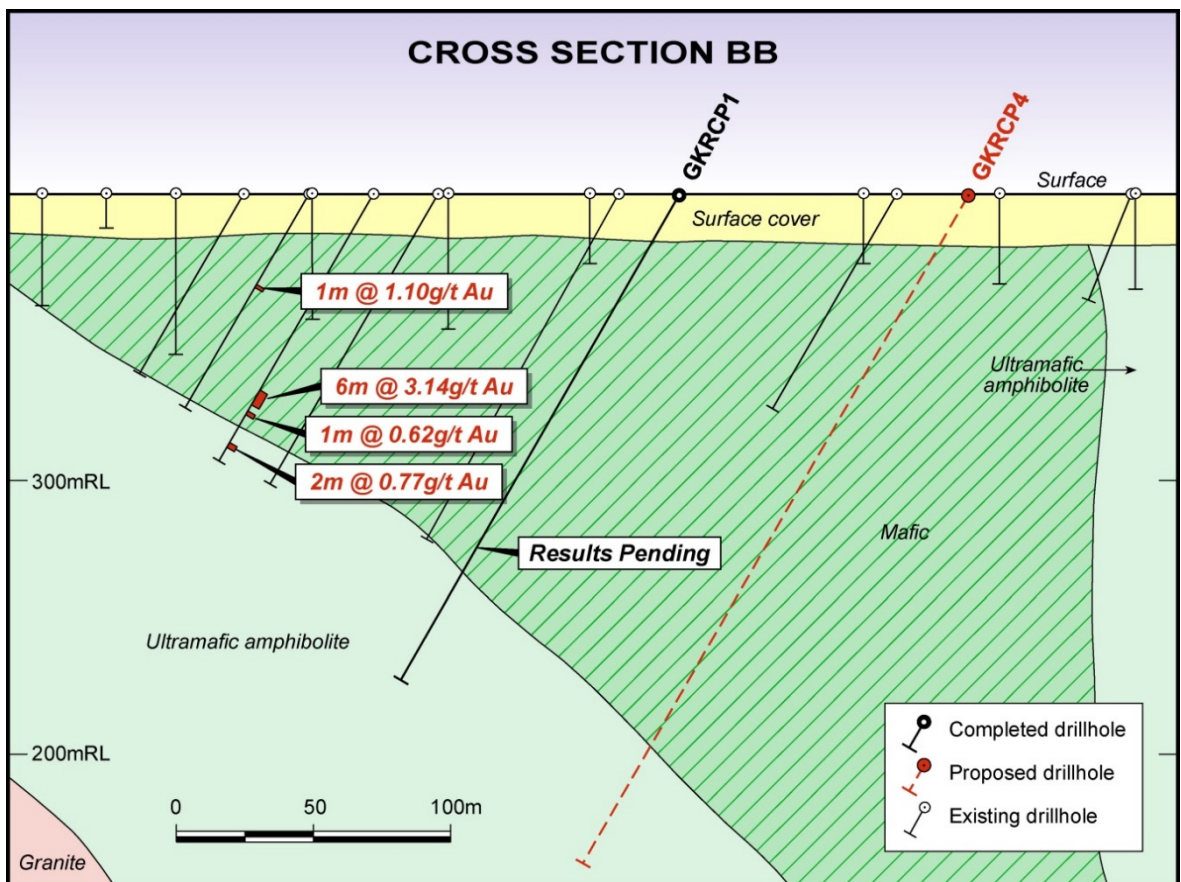 CROSS SECTION BB
GKRCP1
GKRCP4
Surface
Surface cover
1m @ 1.10g/t Au
Ultramafic
amphibolite
6m @ 3.14g/t Au
1m @ 0.62g/t Au
2m @ 0.77g/t Au
300mRL
Mafic
Results Pending
Ultramafic amphibolite
200mRL
Completed drillhole
Proposed drillhole
Existing drillhole
0 50 100m
Granite